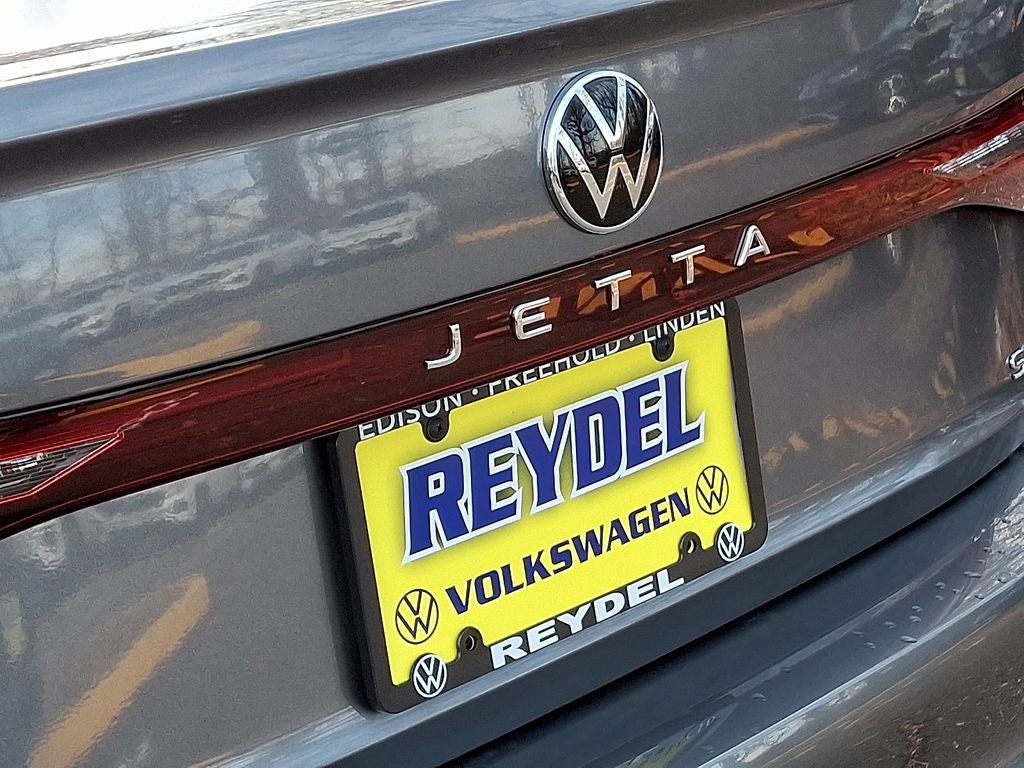 JETTA
EDISON · FREEHOLD · LINDEN
REYDEL
VOLKSWAGEN
REYDEL